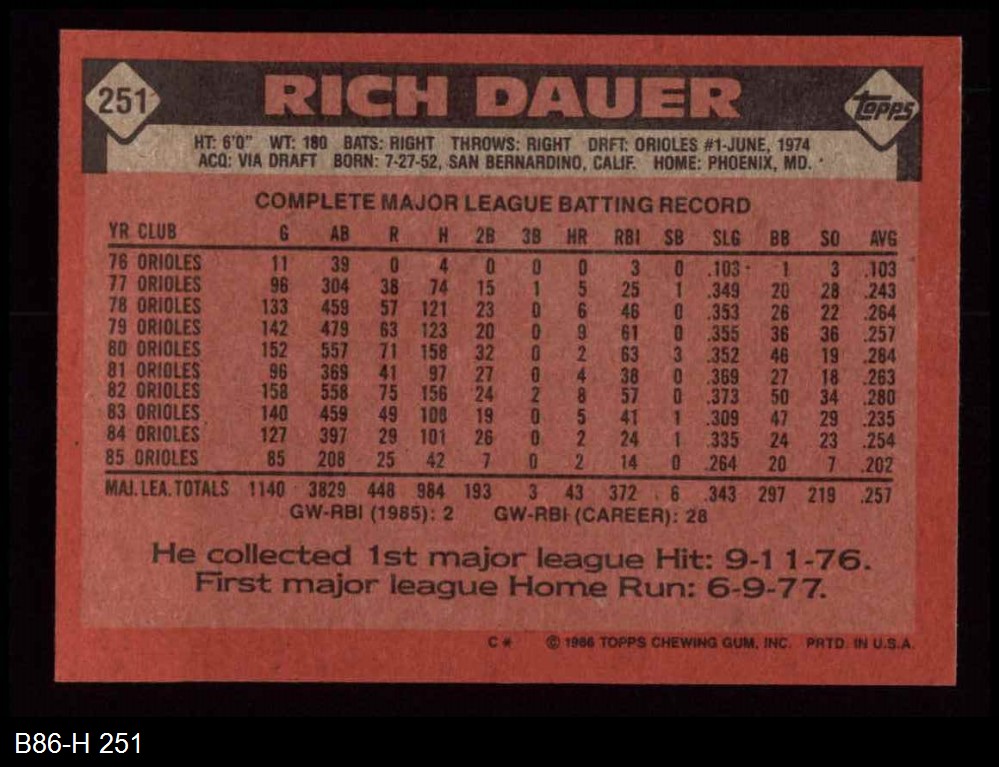 251
RICH DAUER
Topps
HT: 6'0" WT: 180 BATS: RIGHT THROWS: RIGHT DRFT: ORIOLES #1-JUNE, 1974
ACQ: VIA DRAFT BORN: 7-27-52, SAN BERNARDINO, CALIF. HOME: PHOENIX, MD.
COMPLETE MAJOR LEAGUE BATTING RECORD
YR CLUB G AB R H 2B 3B HR RBI SB SLG BB SO AVG
76 ORIOLES 11 39 0 4 0 0 0 3 0 .103 1 3 .103
77 ORIOLES 96 304 38 74 15 1 5 25 1 .349 20 28 .243
78 ORIOLES 133 459 57 121 23 0 6 46 0 .353 26 22 .264
79 ORIOLES 142 479 63 123 20 0 9 61 0 .355 36 36 .257
80 ORIOLES 152 557 71 158 32 0 2 63 3 .352 46 19 .284
81 ORIOLES 96 369 41 97 27 0 4 38 0 .369 27 18 .263
82 ORIOLES 158 558 75 156 24 2 8 57 0 .373 50 34 .280
83 ORIOLES 140 459 49 108 19 0 5 41 1 .309 47 29 .235
84 ORIOLES 127 397 29 101 26 0 2 24 1 .335 24 23 .254
85 ORIOLES 85 208 25 42 7 0 2 14 0 .264 20 7 .202
MAJ. LEA. TOTALS 1140 3829 448 984 193 3 43 372 6 .343 297 219 .257
GW-RBI (1985): 2 GW-RBI (CAREER): 28
He collected 1st major league Hit: 9-11-76.
First major league Home Run: 6-9-77.
C* © 1986 TOPPS CHEWING GUM, INC. PRTD. IN U.S.A.
B86-H 251